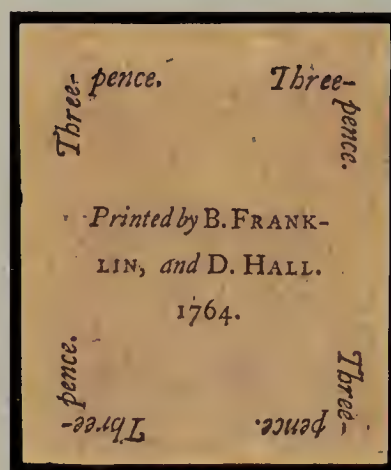 Three-
pence.
Three-
pence.
Printed by B. FRANK-
LIN, and D. HALL.
1764.
Three-
pence.
Three-
pence.